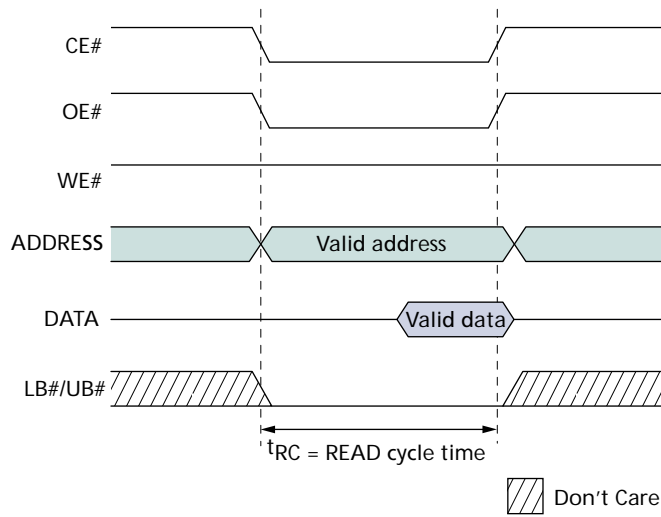 CE#
OE#
WE#
ADDRESS
Valid address
DATA
Valid data
LB#/UB#
tRC = READ cycle time
Don't Care